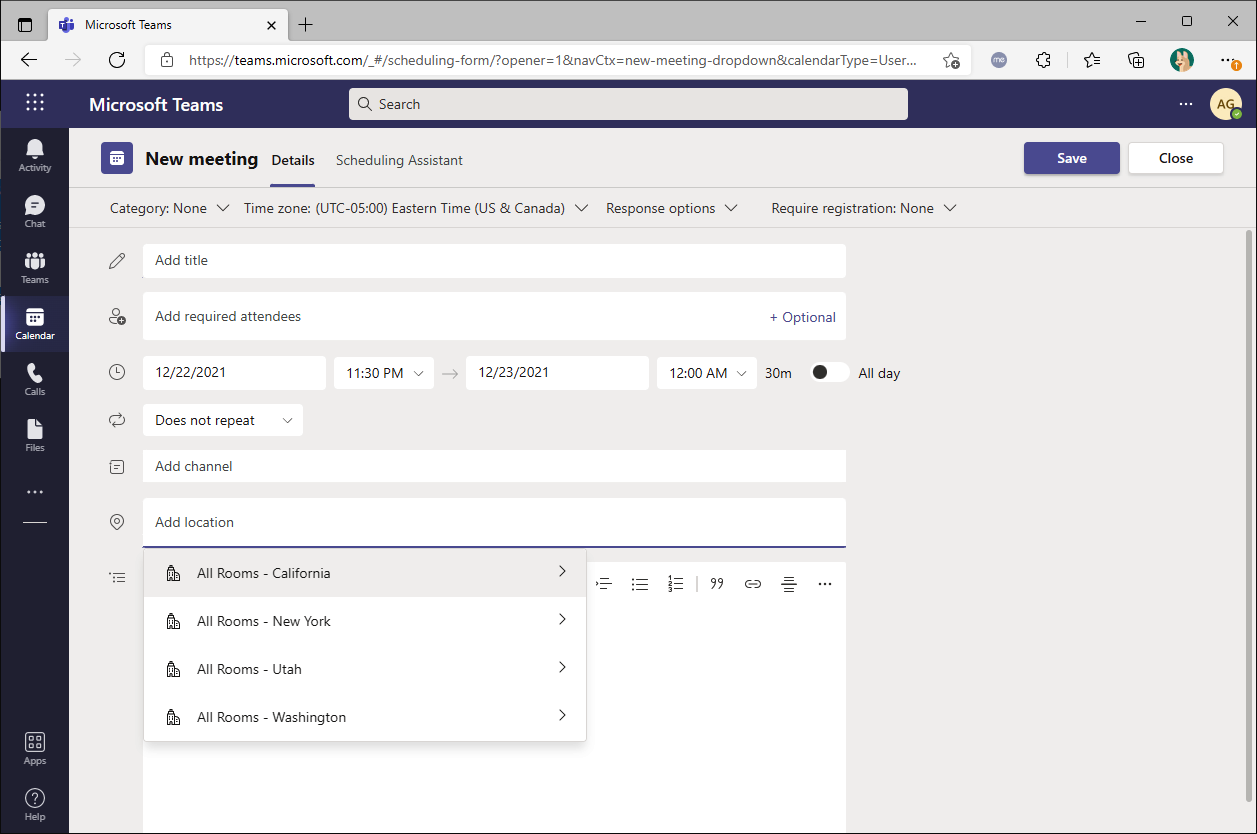 Microsoft Teams
https://teams.microsoft.com/_#/scheduling-form/?opener=1&navCtx=new-meeting-dropdown&calendarType=User...
me
Microsoft Teams
Search
AG
Activity
Chat
Teams
Calendar
Calls
Files
Apps
Help
New meeting Details Scheduling Assistant Save Close
Category: None Time zone: (UTC-05:00) Eastern Time (US & Canada) Response options Require registration: None
Add title
Add required attendees + Optional
12/22/2021 11:30 PM 12/23/2021 12:00 AM 30m All day
Does not repeat
Add channel
Add location
All Rooms - California
All Rooms - New York
All Rooms - Utah
All Rooms - Washington